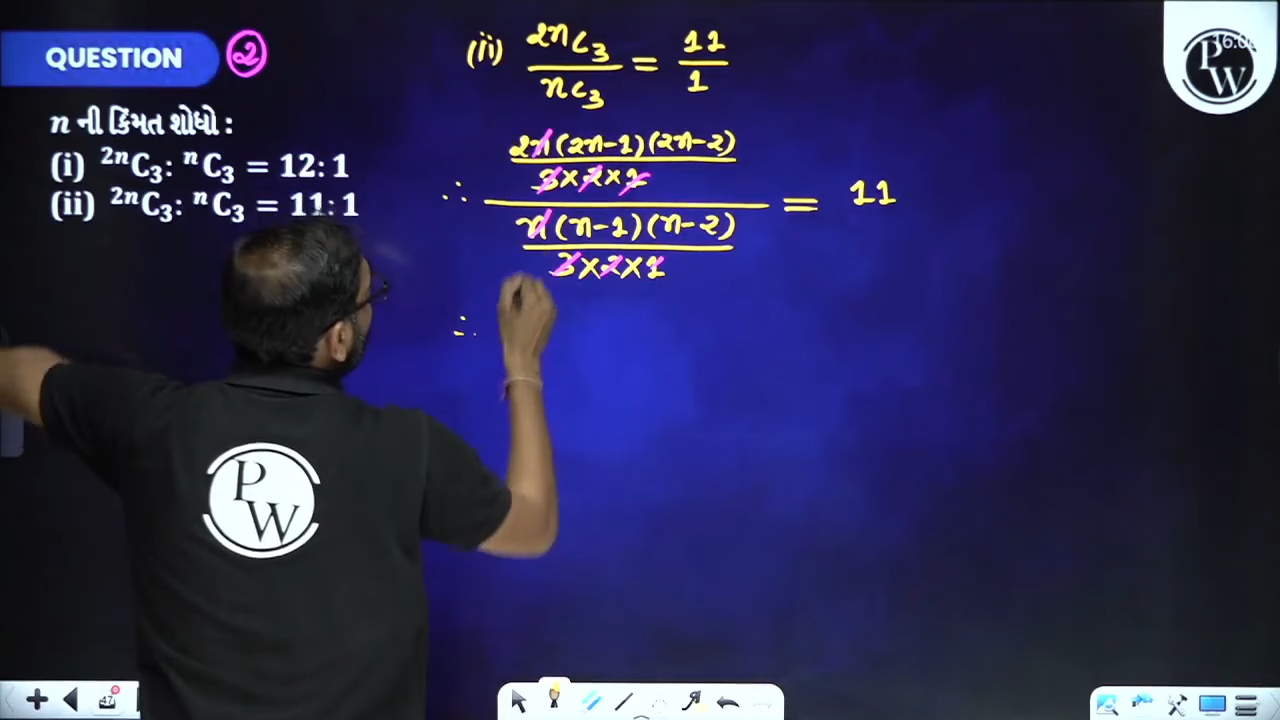 QUESTION 2
n ની કિંમત શોધો :
(i) ²ⁿC₃: ⁿC₃ = 12: 1
(ii) ²ⁿC₃: ⁿC₃ = 11: 1
(ii) 2nC₃ / nC₃ = 11 / 1
∴ 2n(2n-1)(2n-2) / 3×2×1 / n(n-1)(n-2) / 3×2×1 = 11
∴
PW
PW
47